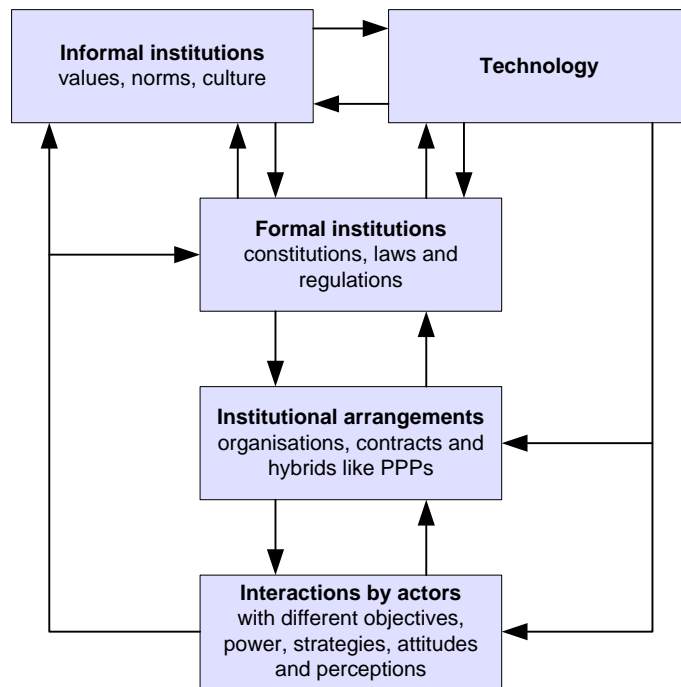 Informal institutions
values, norms, culture
Technology
Formal institutions
constitutions, laws and
regulations
Institutional arrangements
organisations, contracts and
hybrids like PPPs
Interactions by actors
with different objectives,
power, strategies, attitudes
and perceptions